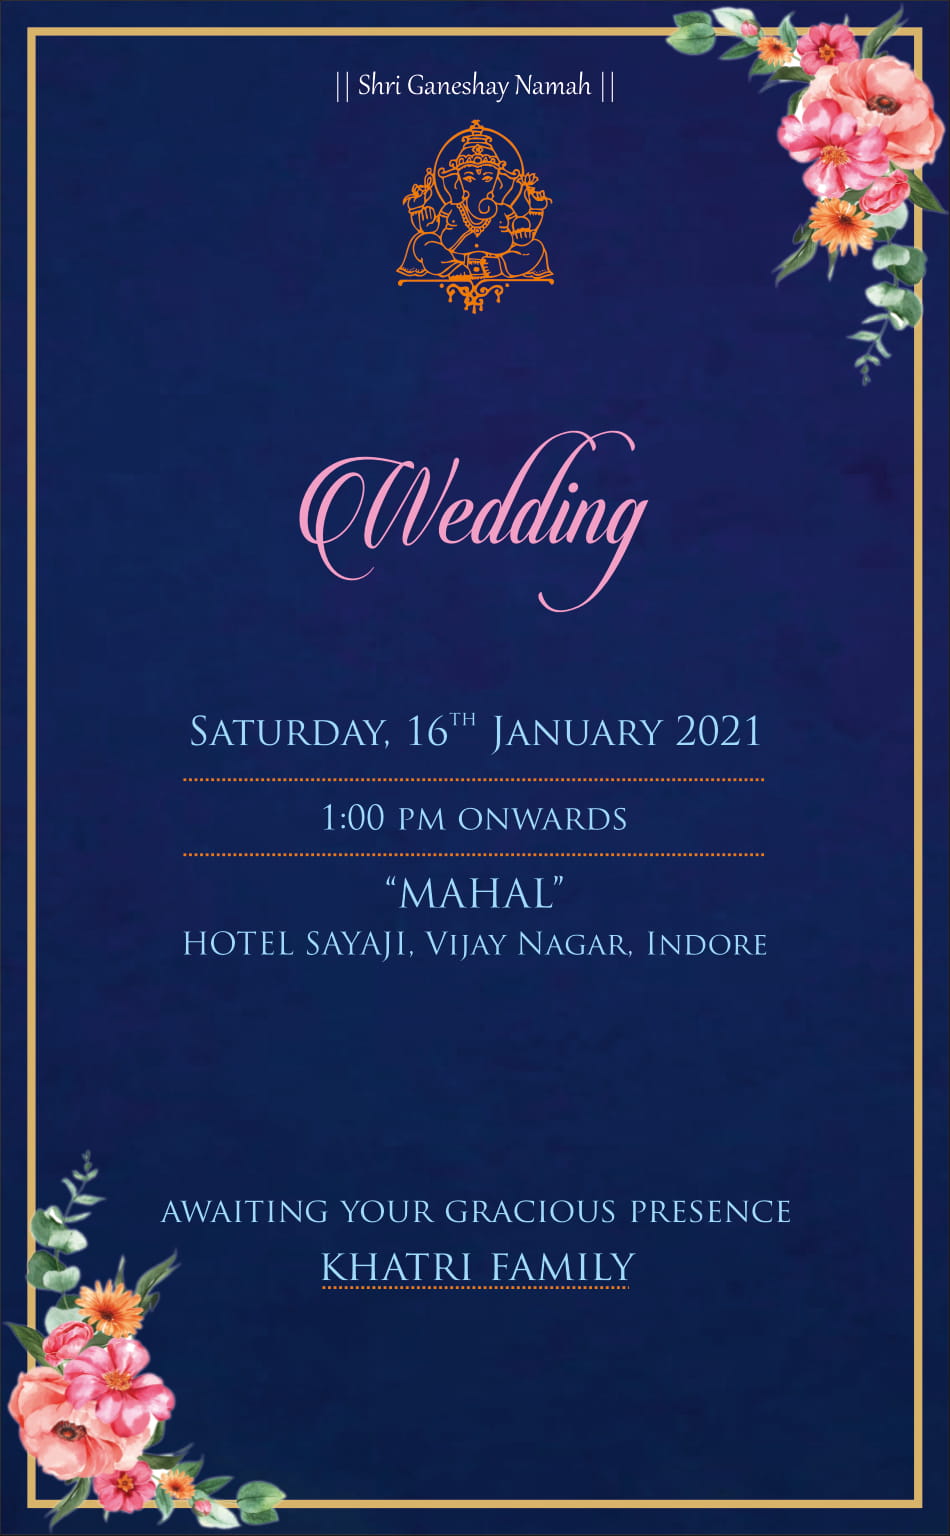 || Shri Ganeshay Namah ||
Wedding
Saturday, 16TH January 2021
1:00 PM ONWARDS
“MAHAL”
HOTEL SAYAJI, Vijay Nagar, Indore
AWAITING YOUR GRACIOUS PRESENCE
KHATRI FAMILY